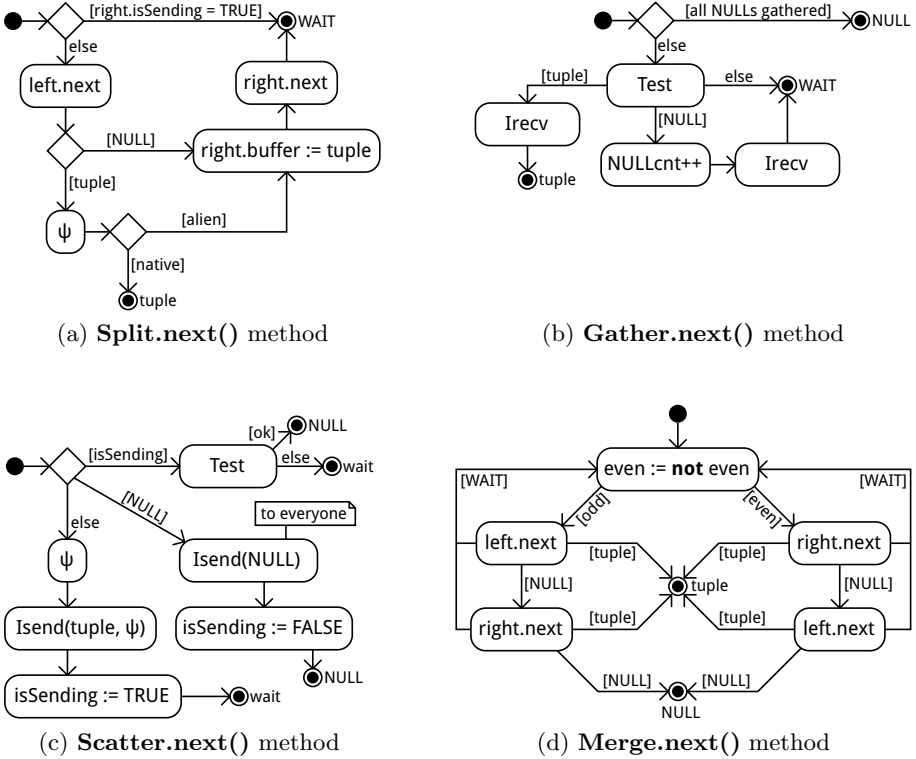 [right.isSending = TRUE]
WAIT
else
left.next
right.next
[NULL]
right.buffer := tuple
[tuple]
ψ
[alien]
[native]
tuple
(a) Split.next() method
[all NULLs gathered]
NULL
else
[tuple]
Test
else
WAIT
Irecv
[NULL]
NULLcnt++
Irecv
tuple
(b) Gather.next() method
[isSending]
Test
[ok]
NULL
else
wait
[NULL]
to everyone
else
ψ
Isend(NULL)
Isend(tuple, ψ)
isSending := FALSE
NULL
isSending := TRUE
wait
(c) Scatter.next() method
even := not even
[WAIT]
[WAIT]
[odd]
[even]
left.next
[tuple]
[tuple]
right.next
[NULL]
tuple
[NULL]
right.next
[tuple]
[tuple]
left.next
[NULL]
[NULL]
NULL
(d) Merge.next() method